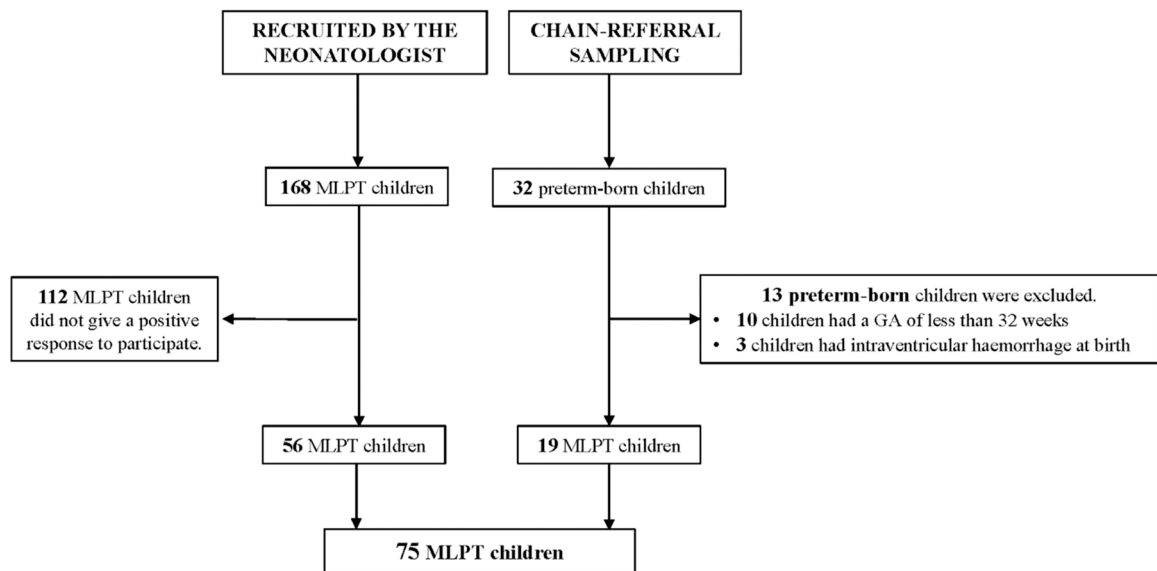 RECRUITED BY THE
NEONATOLOGIST
CHAIN-REFERRAL
SAMPLING
168 MLPT children
32 preterm-born children
112 MLPT children
did not give a positive
response to participate.
13 preterm-born children were excluded.
• 10 children had a GA of less than 32 weeks
• 3 children had intraventricular haemorrhage at birth
56 MLPT children
19 MLPT children
75 MLPT children